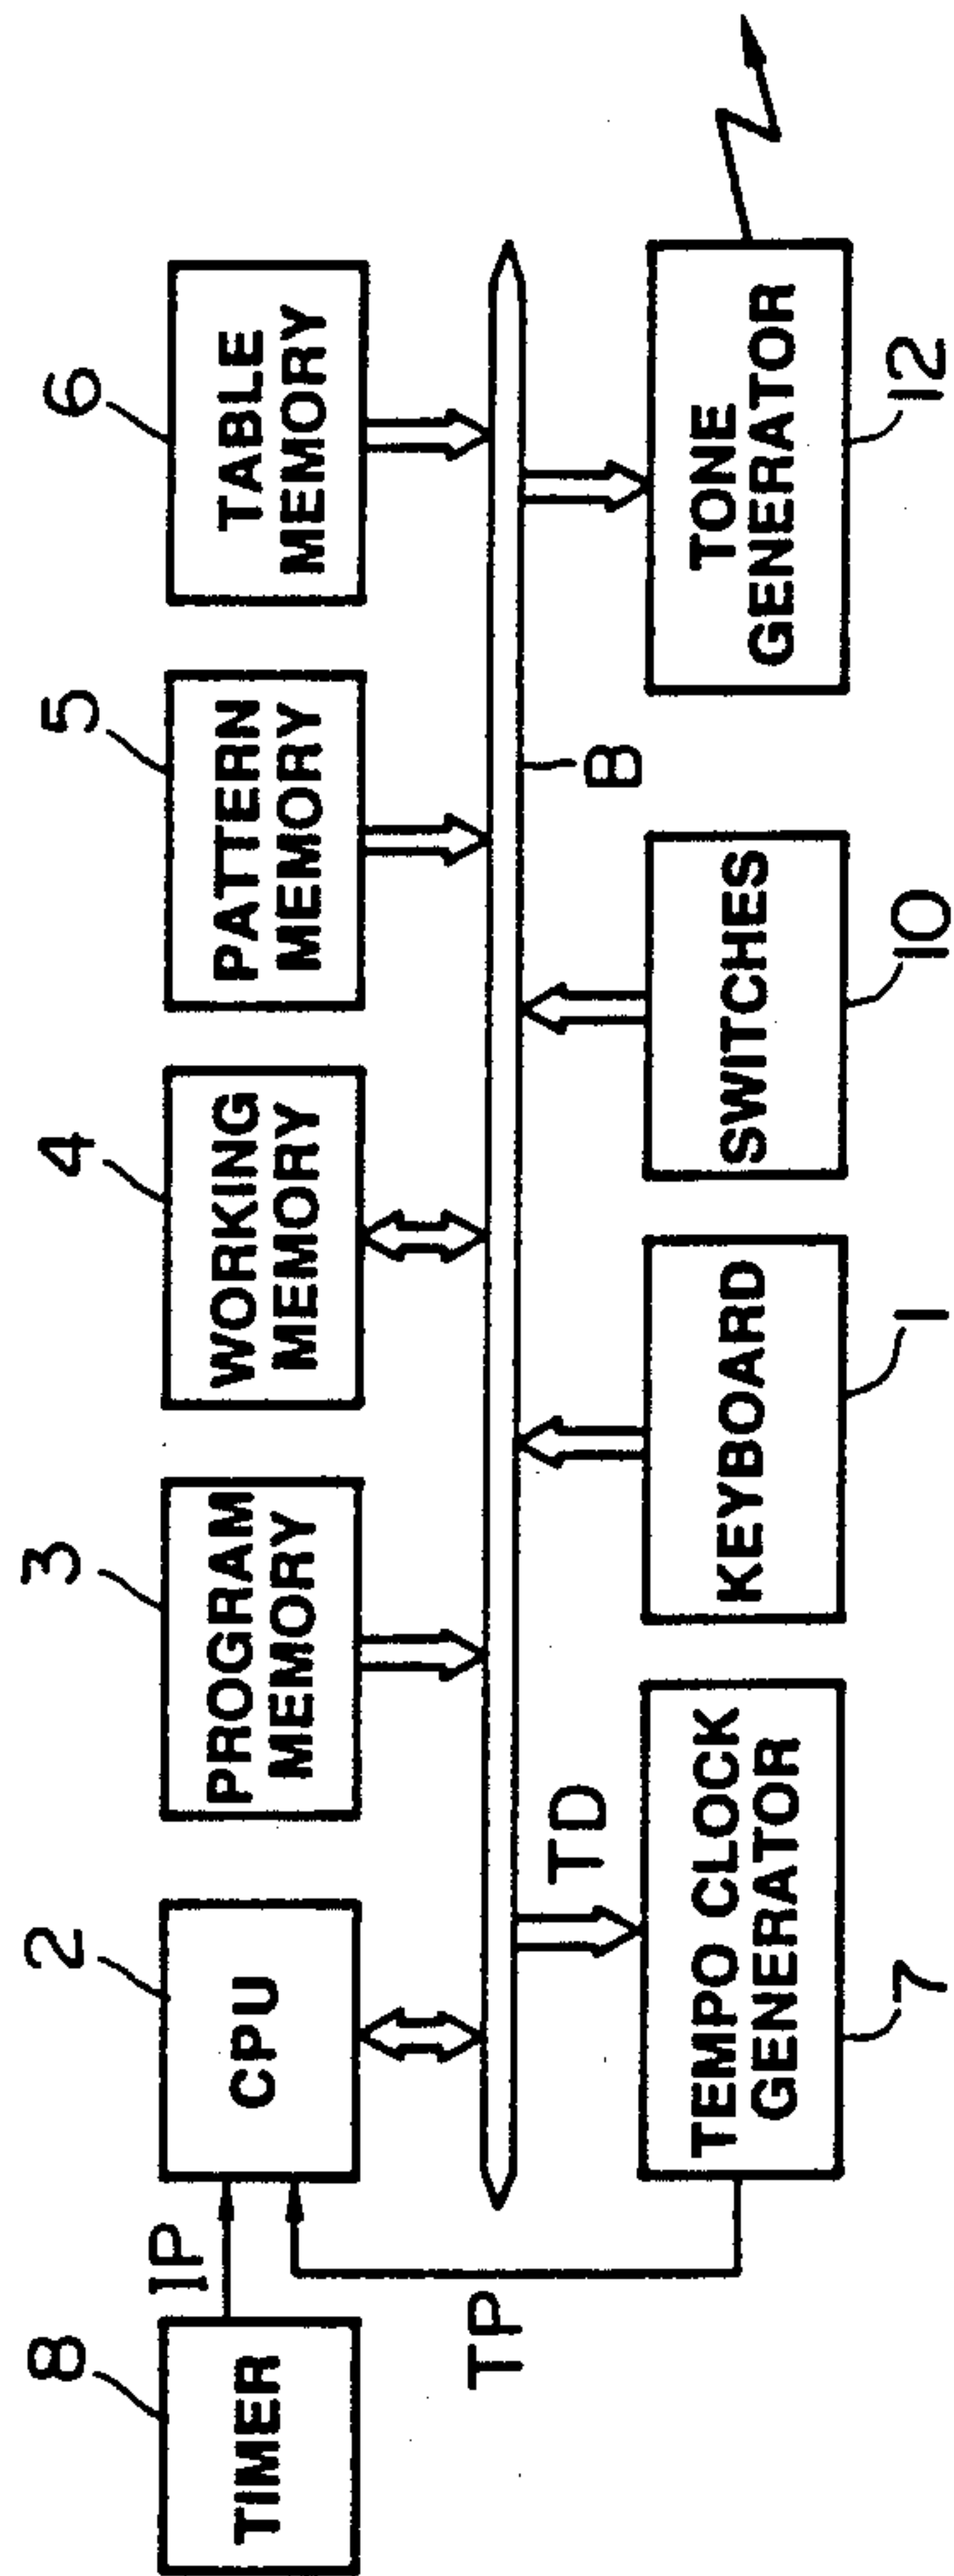 8
2
3
4
5
6
TIMER
IP
CPU
PROGRAM
MEMORY
WORKING
MEMORY
PATTERN
MEMORY
TABLE
MEMORY
TP
TD
B
TEMPO CLOCK
GENERATOR
KEYBOARD
SWITCHES
TONE
GENERATOR
7
1
10
12